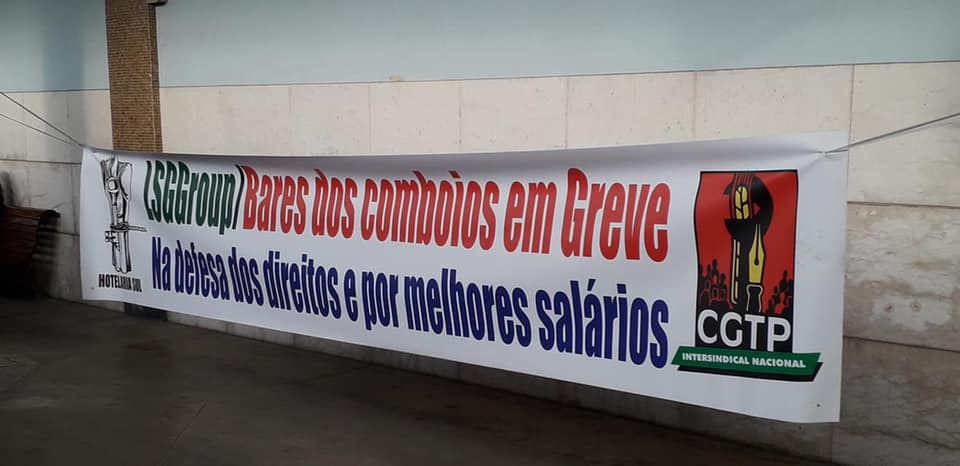 LSGGroup/Bares dos comboios em Greve
Na defesa dos direitos e por melhores salários
HOTELARIA SUL
CGTP
INTERSINDICAL NACIONAL